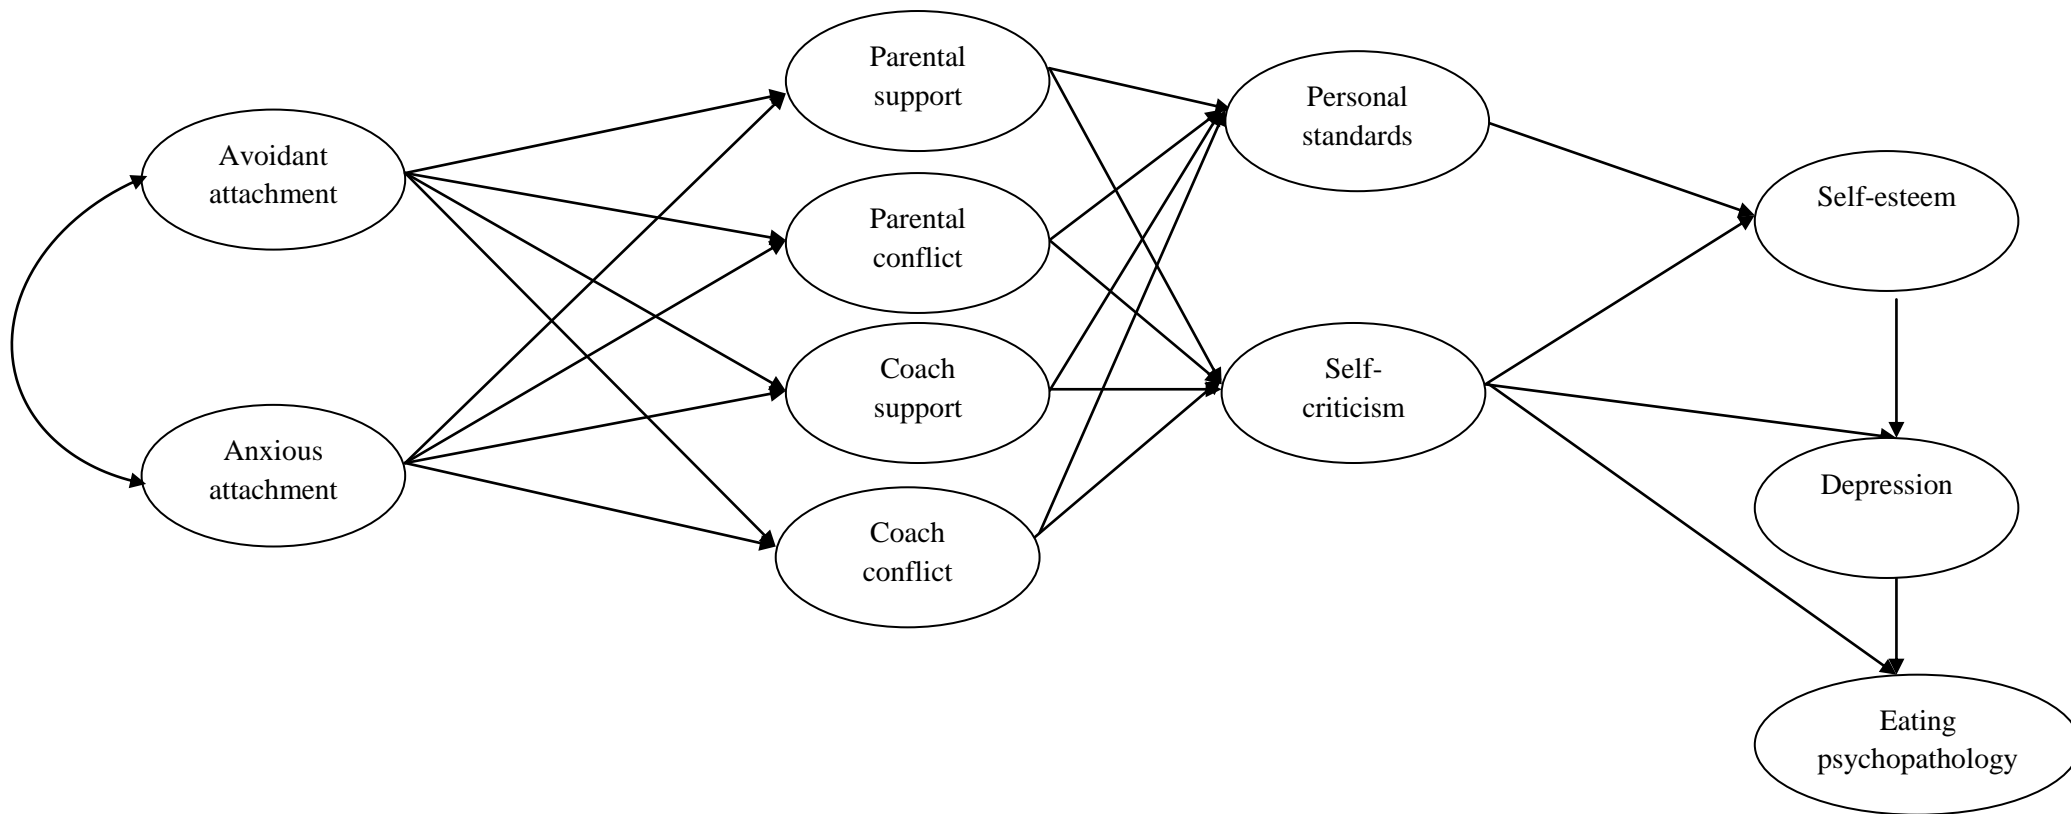 Avoidant
attachment
Anxious
attachment
Parental
support
Parental
conflict
Coach
support
Coach
conflict
Personal
standards
Self-
criticism
Self-esteem
Depression
Eating
psychopathology